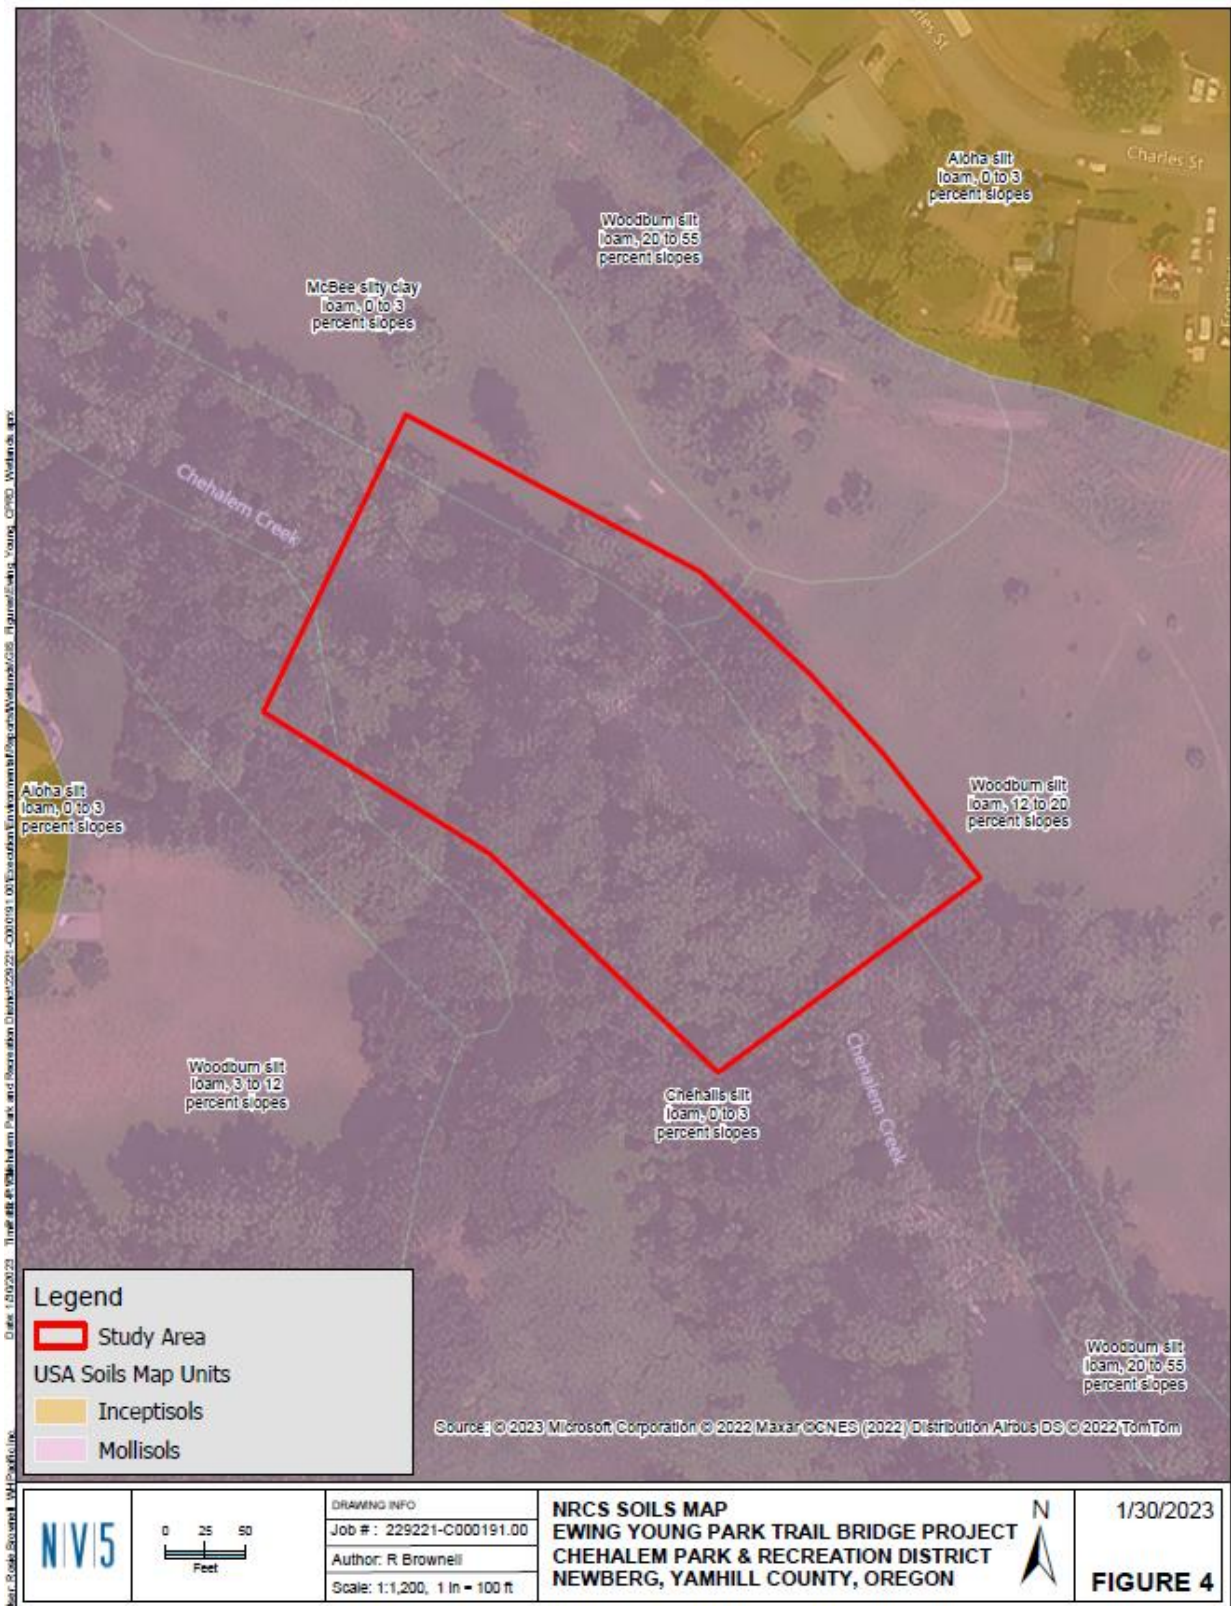 Charles St
Aloha silt
loam, 0 to 3
percent slopes
Charles St
Woodburn silt
loam, 20 to 55
percent slopes
McBee silty clay
loam, 0 to 3
percent slopes
Chehalem Creek
Aloha silt
loam, 0 to 3
percent slopes
Woodburn silt
loam, 12 to 20
percent slopes
Woodburn silt
loam, 3 to 12
percent slopes
Chehalis silt
loam, 0 to 3
percent slopes
Chehalem Creek
Woodburn silt
loam, 20 to 55
percent slopes
Legend
Study Area
USA Soils Map Units
Inceptisols
Mollisols
Source: © 2023 Microsoft Corporation © 2022 Maxar ©CNES (2022) Distribution Airbus DS © 2022 TomTom
N|V|5
0 25 50
Feet
DRAWING INFO
Job # : 229221-C000191.00
Author: R Brownell
Scale: 1:1,200, 1 in = 100 ft
NRCS SOILS MAP
EWING YOUNG PARK TRAIL BRIDGE PROJECT
CHEHALEM PARK & RECREATION DISTRICT
NEWBERG, YAMHILL COUNTY, OREGON
N
1/30/2023
FIGURE 4
Date: 1/30/2023